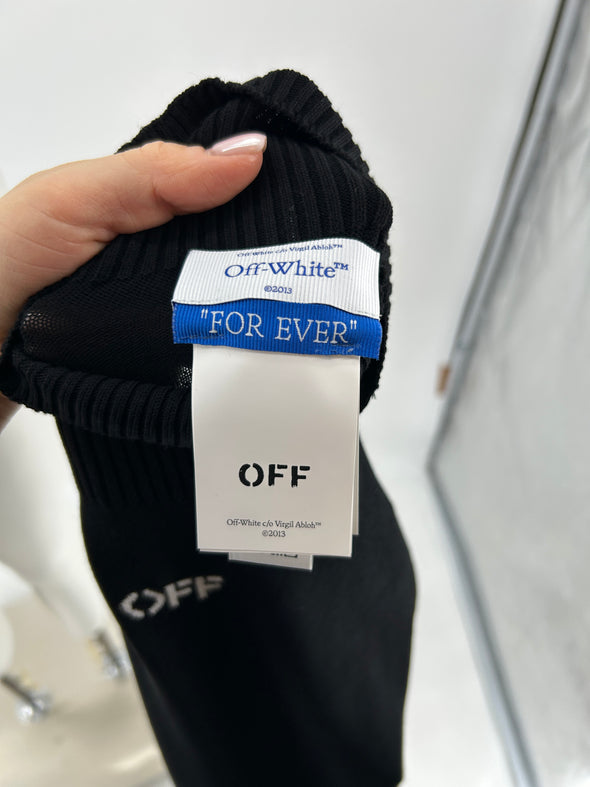 Off-White c/o Virgil Abloh™
Off-White™
©2013
"FOR EVER"
OFF
Off-White c/o Virgil Abloh™
©2013
OFF